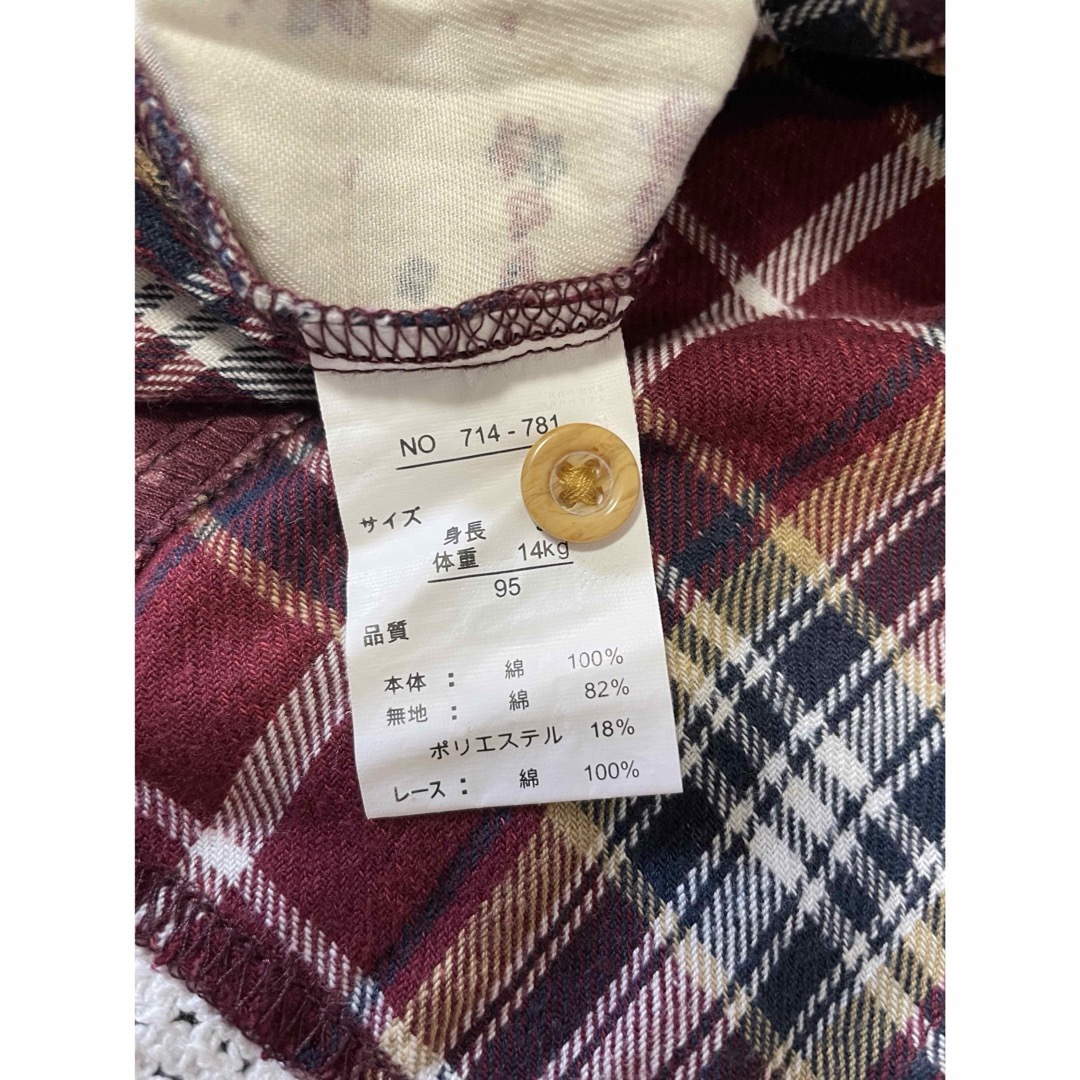 NO 714-781
サイズ
身長
体重 14kg
95
品質
本体： 綿 100%
無地： 綿 82%
ポリエステル 18%
レース： 綿 100%